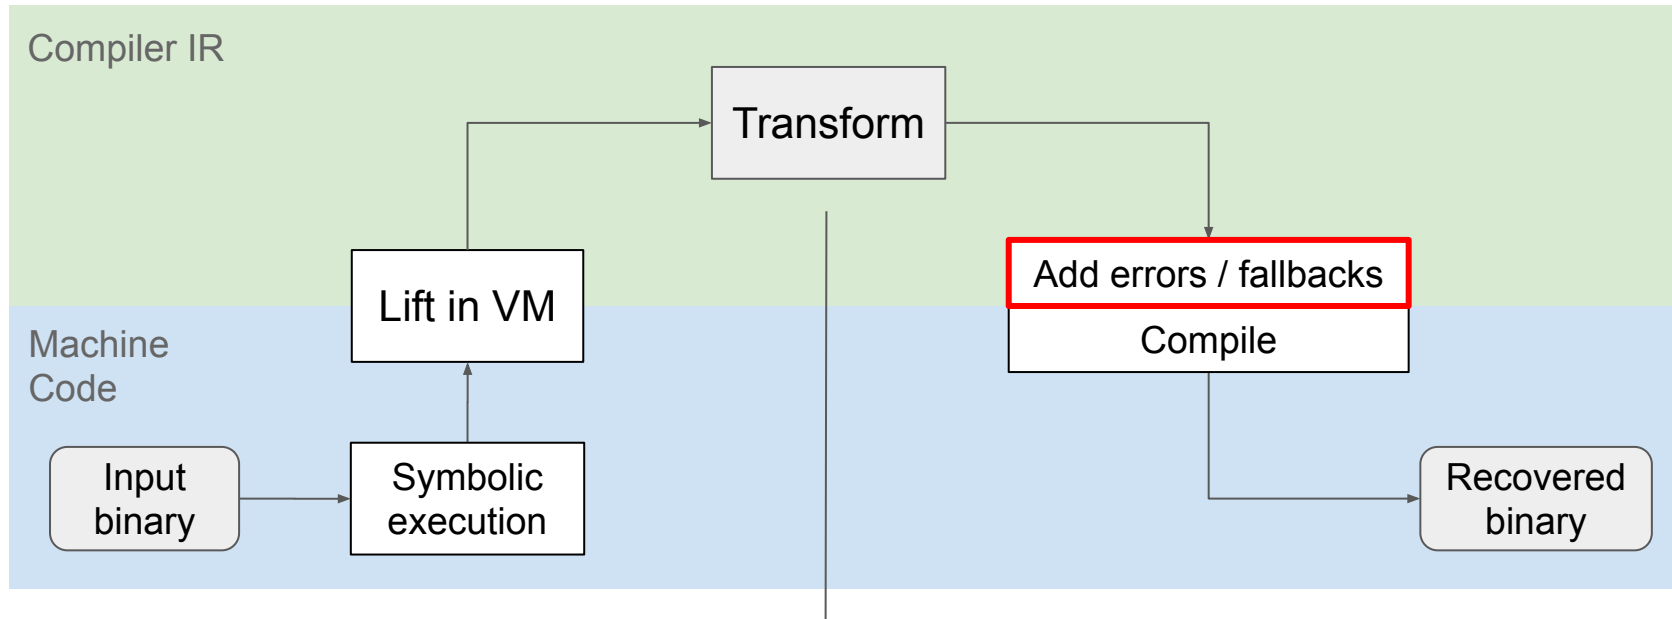 Compiler IR
Transform
Add errors / fallbacks
Lift in VM
Compile
Machine
Code
Input
binary
Symbolic
execution
Recovered
binary